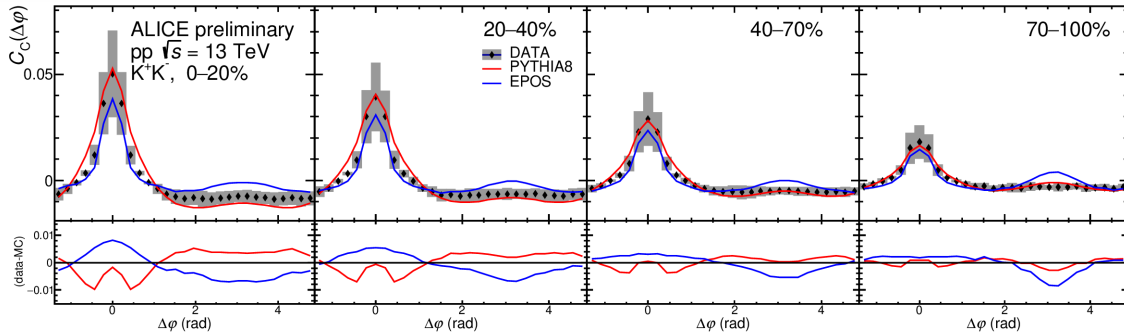 ALICE preliminary
pp √s = 13 TeV
K⁺K⁻, 0–20%
20–40%
40–70%
70–100%
DATA
PYTHIA8
EPOS
C_C(Δφ)
0.05
0
(data-MC)
0.01
0
−0.01
0 2 4
0 2 4
0 2 4
0 2 4
Δφ (rad)
Δφ (rad)
Δφ (rad)
Δφ (rad)